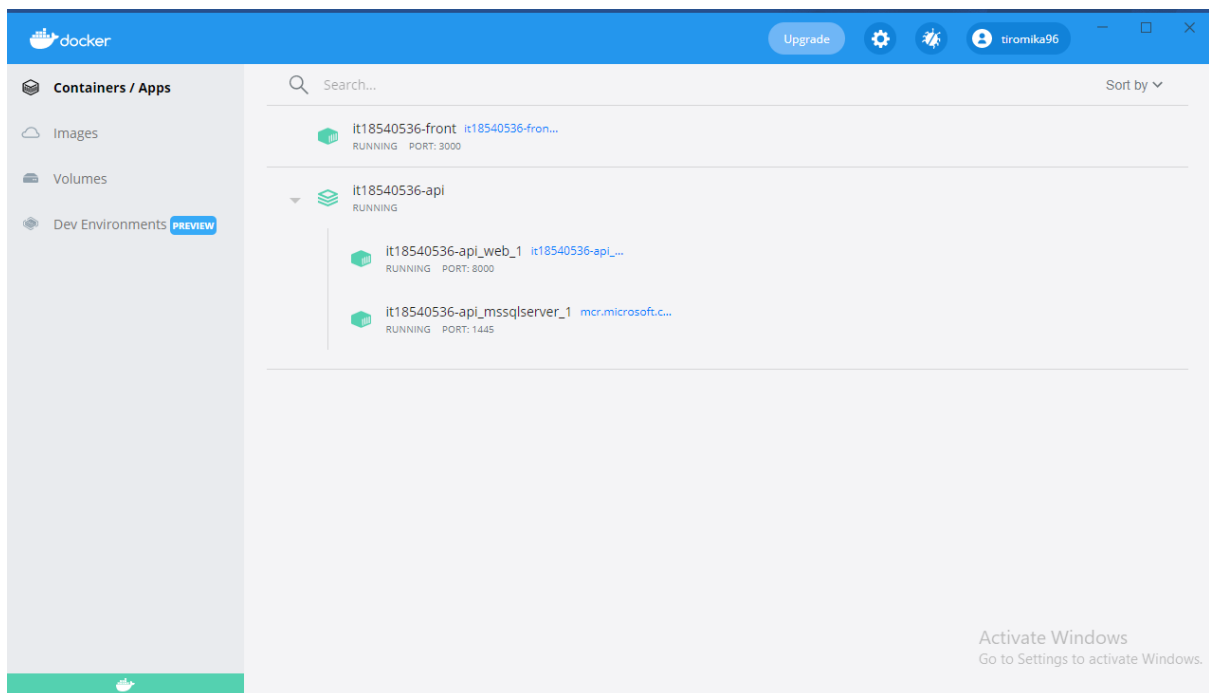 docker
Upgrade
tiromika96
Containers / Apps
Images
Volumes
Dev Environments PREVIEW
Search...
Sort by
it18540536-front it18540536-fron...
RUNNING PORT: 3000
it18540536-api
RUNNING
it18540536-api_web_1 it18540536-api_...
RUNNING PORT: 8000
it18540536-api_mssqlserver_1 mcr.microsoft.c...
RUNNING PORT: 1445
Activate Windows
Go to Settings to activate Windows.